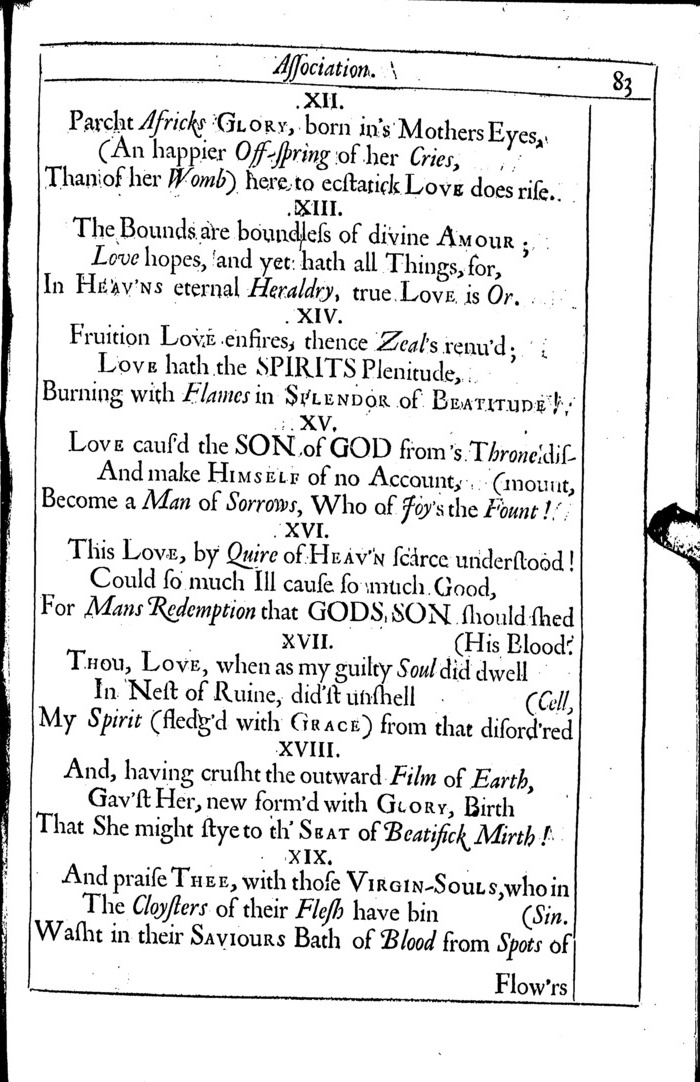 Aſſociation.
83
XII.
Parcht Africks GLORY, born in's Mothers Eyes,
(An happier Off-ſpring of her Cries,
Than of her Womb) here to ecſtatick LOVE does riſe.
XIII.
The Bounds are boundleſs of divine AMOUR;
Love hopes, and yet hath all Things, for,
In HEAV'NS eternal Heraldry, true LOVE is Or.
XIV.
Fruition LOVE enfires, thence Zeal's renu'd;
LOVE hath the SPIRITS Plenitude,
Burning with Flames in SPLENDOR of BEATITUDE!
XV.
LOVE cauſ'd the SON of GOD from's Throne diſ-
And make HIMSELF of no Account, (mount,
Become a Man of Sorrows, Who of Joy's the Fount!
XVI.
This LOVE, by Quire of HEAV'N ſcarce underſtood!
Could ſo much Ill cauſe ſo much Good,
For Mans Redemption that GODS SON ſhould ſhed
XVII. (His Blood?
THOU, LOVE, when as my guilty Soul did dwell
In Neſt of Ruine, did'ſt unſhell (Cell,
My Spirit (fledg'd with GRACE) from that diſord'red
XVIII.
And, having cruſht the outward Film of Earth,
Gav'ſt Her, new form'd with GLORY, Birth
That She might ſtye to th' SEAT of Beatifick Mirth!
XIX.
And praiſe THEE, with thoſe VIRGIN-SOULS, who in
The Cloyſters of their Fleſh have bin (Sin.
Waſht in their SAVIOURS Bath of Blood from Spots of
Flow'rs